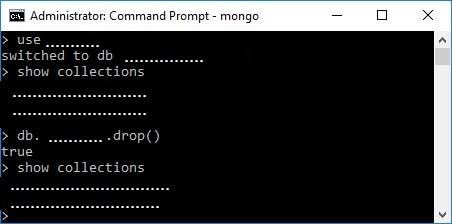 Administrator: Command Prompt - mongo
> use ...........
switched to db ................
> show collections
...........................
...........................
> db. ........... .drop()
true
> show collections
................................
..............................
>